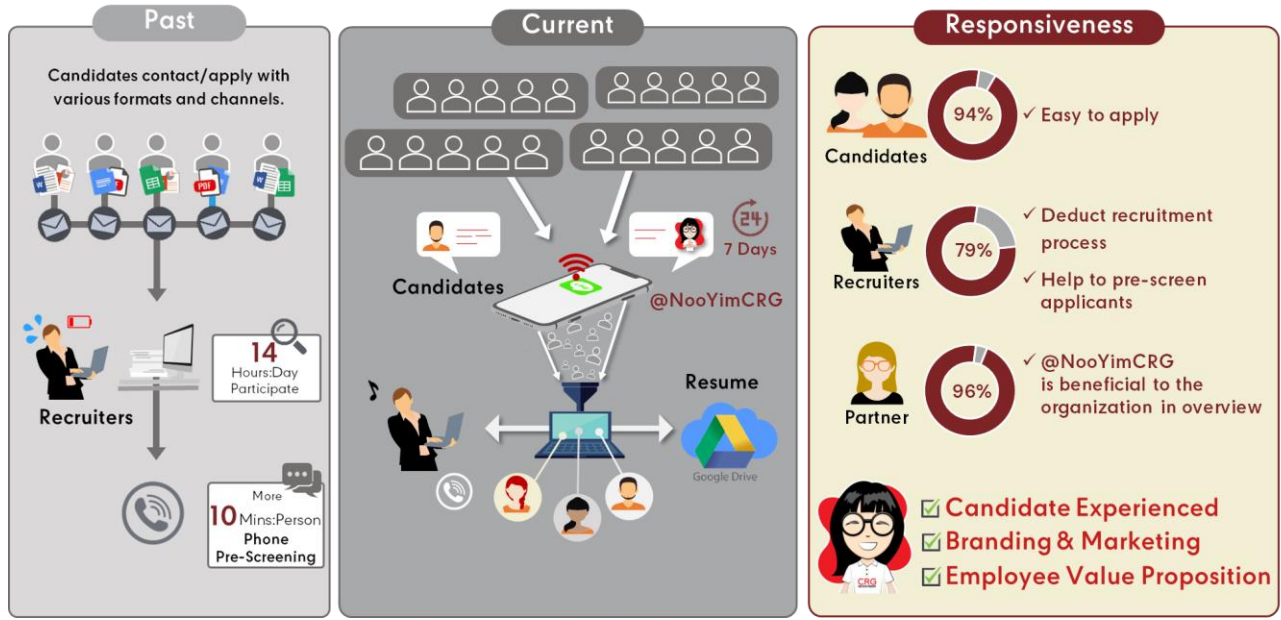 Past
Candidates contact/apply with
various formats and channels.
W
PDF
W
14
Hours:Day
Participate
Recruiters
More
10 Mins:Person
Phone
Pre-Screening
Current
24
7 Days
Candidates
@NooYimCRG
Resume
Google Drive
Responsiveness
94%
✓ Easy to apply
Candidates
79%
✓ Deduct recruitment
process
✓ Help to pre-screen
applicants
Recruiters
96%
✓ @NooYimCRG
is beneficial to the
organization in overview
Partner
CRG
☑ Candidate Experienced
☑ Branding & Marketing
☑ Employee Value Proposition